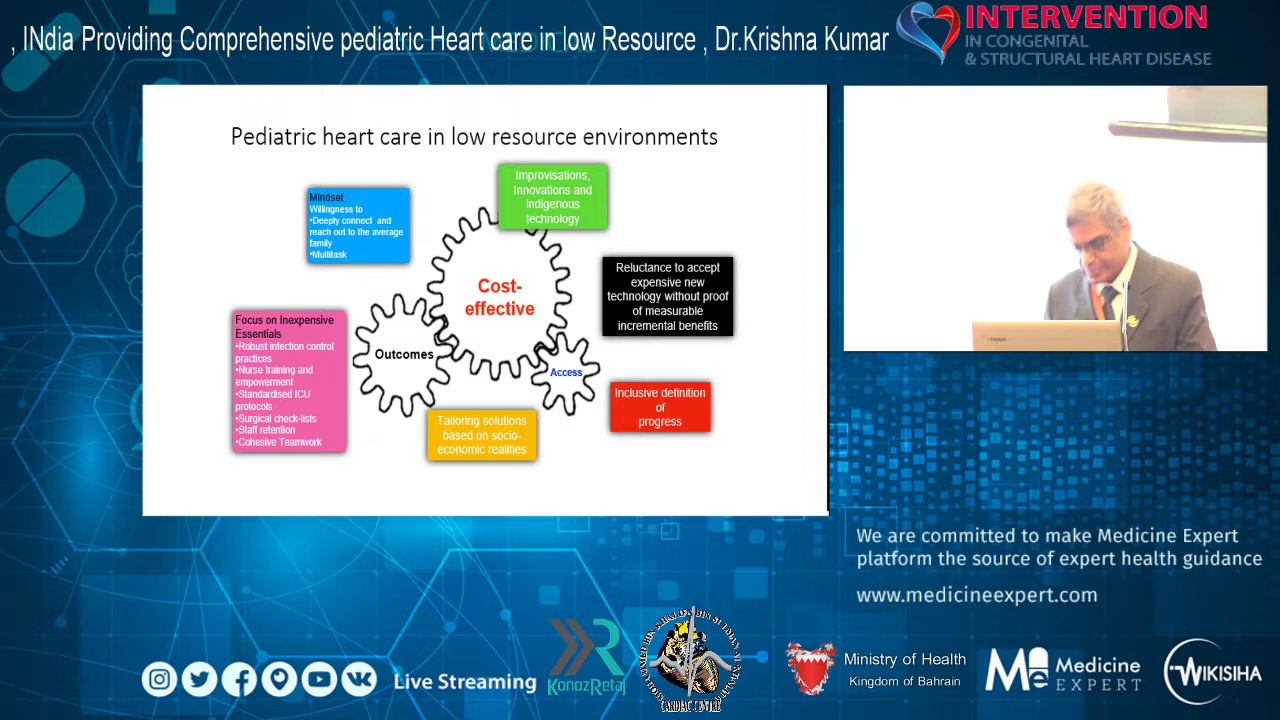 , INdia Providing Comprehensive pediatric Heart care in low Resource , Dr.Krishna Kumar
INTERVENTION
IN CONGENITAL
& STRUCTURAL HEART DISEASE
Pediatric heart care in low resource environments
Improvisations,
Innovations and
indigenous
technology
Mindset
Willingness to
•Deeply connect and
reach out to the average
family
•Multitask
Cost-
effective
Reluctance to accept
expensive new
technology without proof
of measurable
incremental benefits
Focus on Inexpensive
Essentials
•Robust infection control
practices
•Nurse training and
empowerment
•Standardised ICU
protocols
•Surgical check-lists
•Staff retention
•Cohesive Teamwork
Outcomes
Access
Inclusive definition
of
progress
Tailoring solutions
based on socio-
economic realities
lenovo
We are committed to make Medicine Expert
platform the source of expert health guidance
www.medicineexpert.com
Live Streaming
KanozRetaj
CARDIAC CENTRE
Ministry of Health
Kingdom of Bahrain
Me
Medicine
EXPERT
WIKISIHA